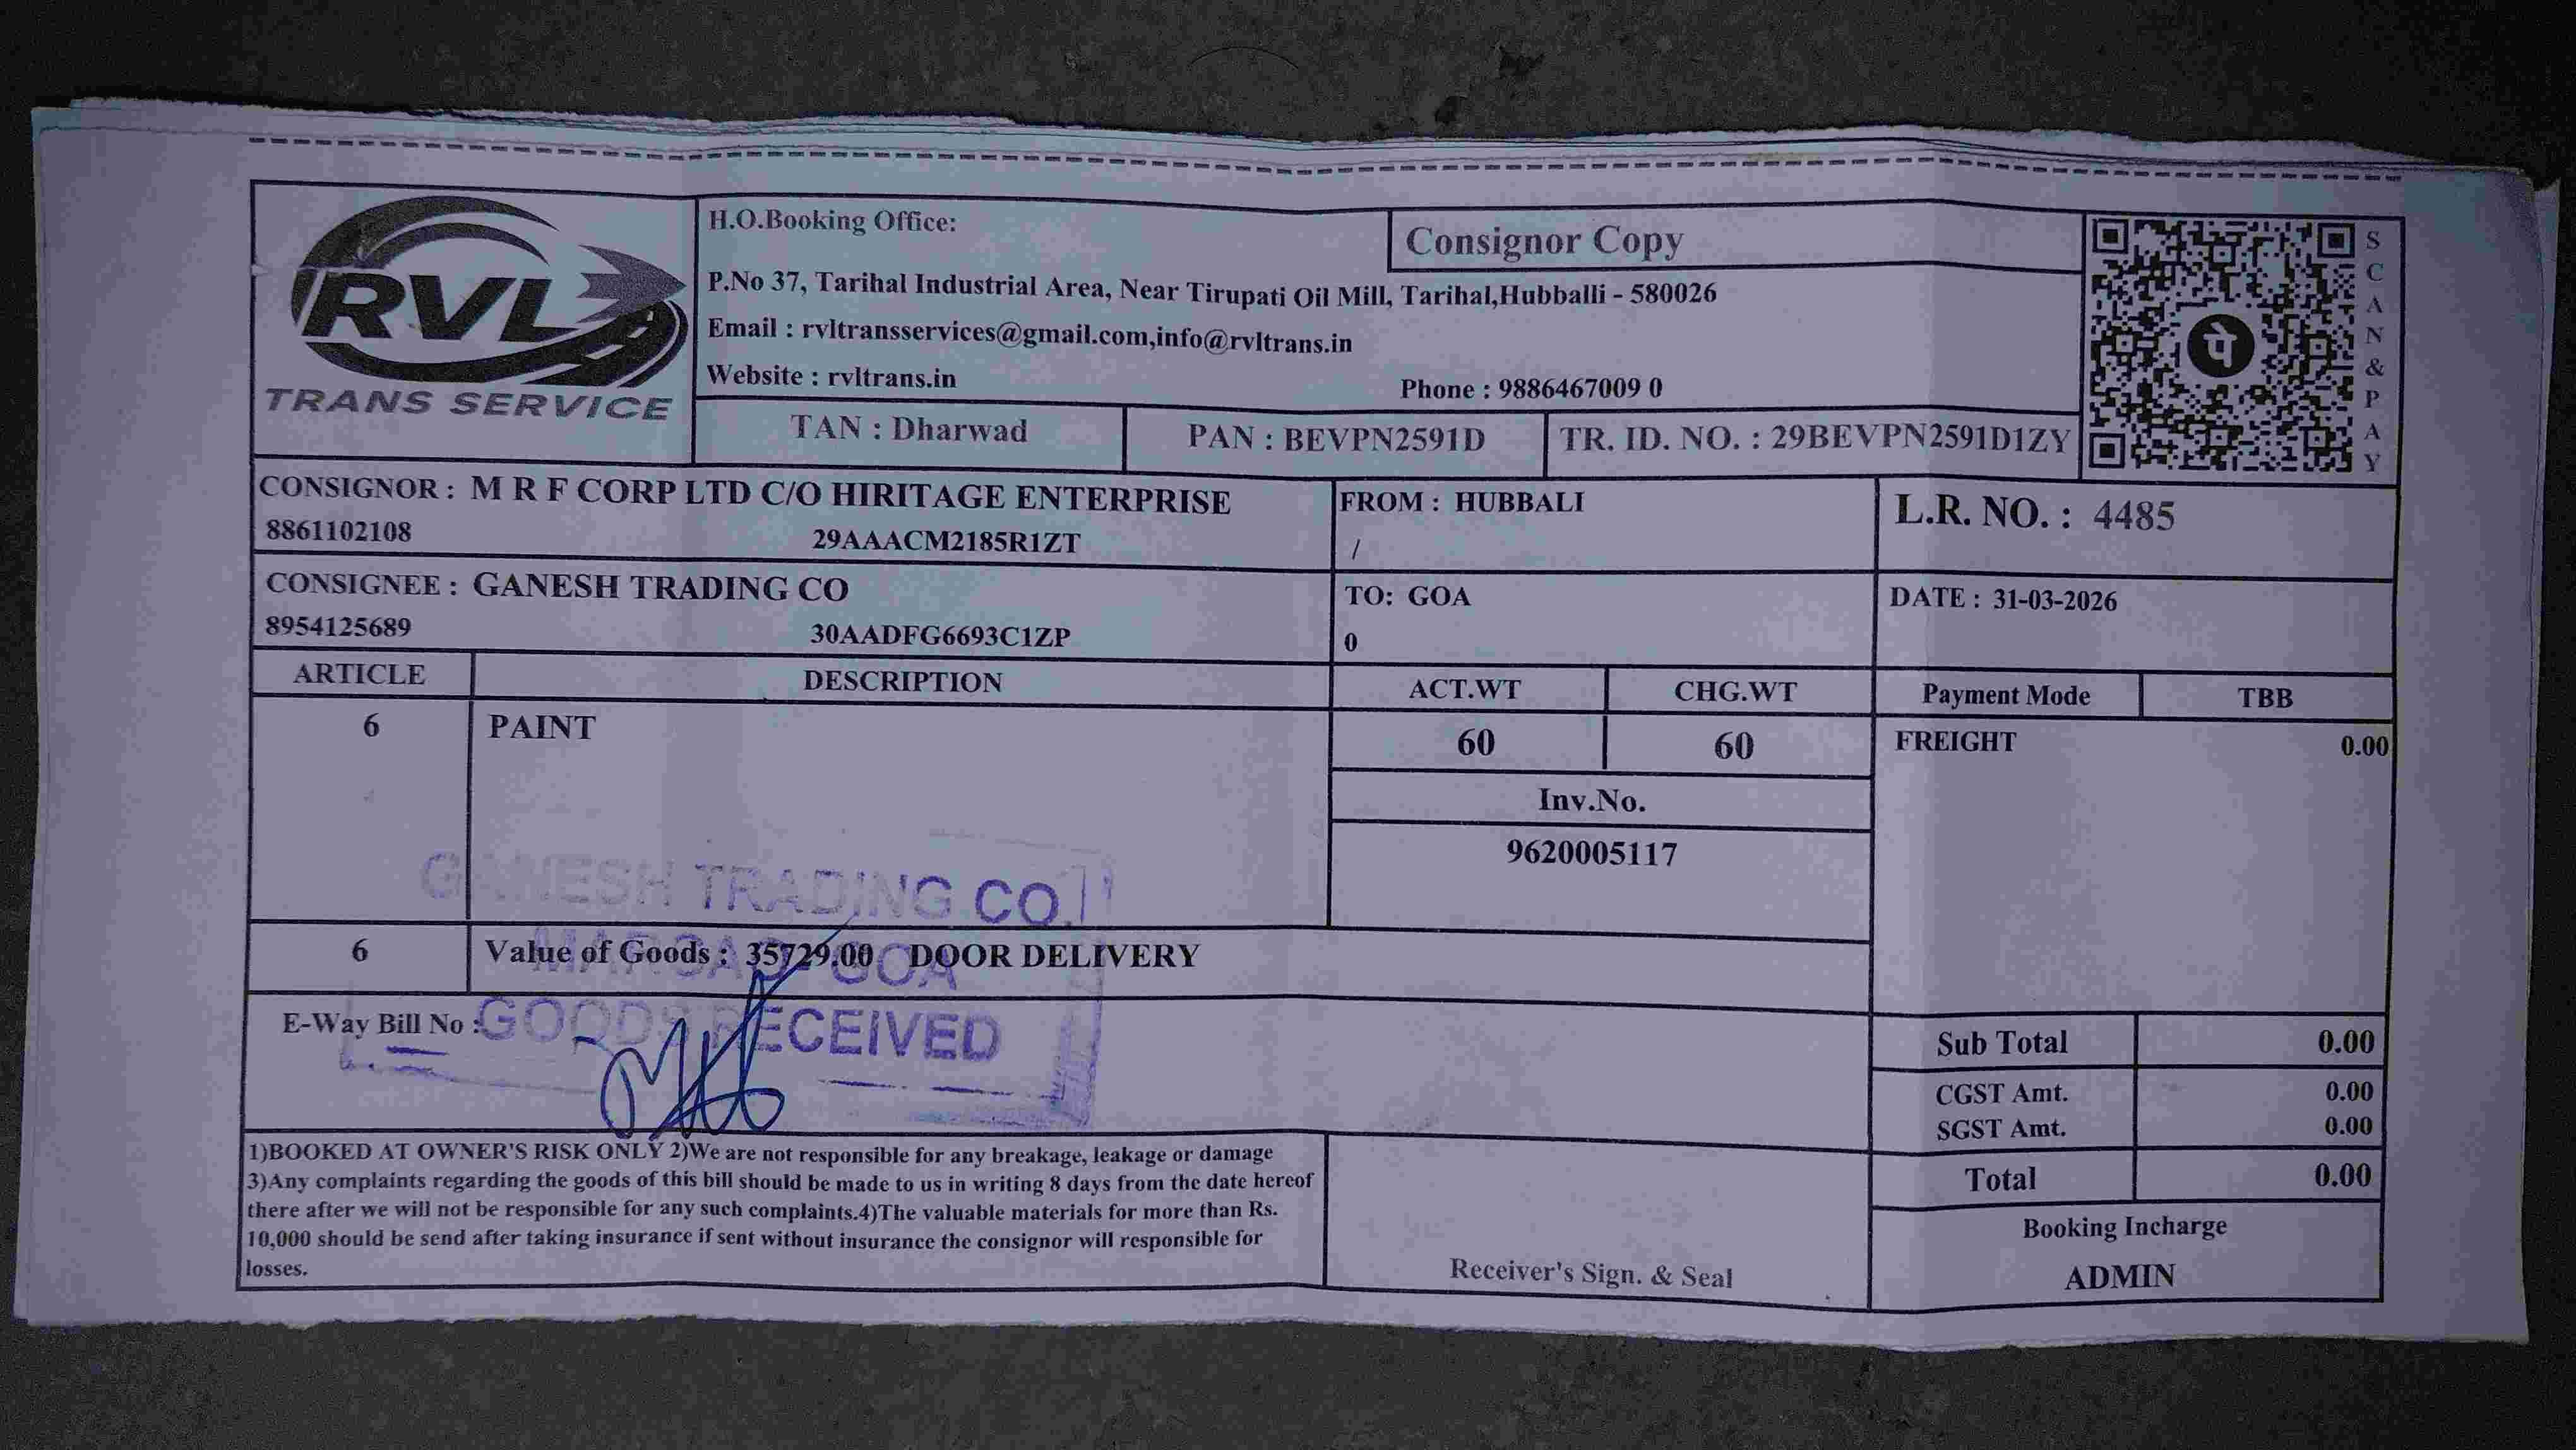 RVL
TRANS SERVICE
H.O.Booking Office:
Consignor Copy
P.No 37, Tarihal Industrial Area, Near Tirupati Oil Mill, Tarihal,Hubballi - 580026
Email : rvltransservices@gmail.com,info@rvltrans.in
Website : rvltrans.in
Phone : 9886467009 0
TAN : Dharwad
PAN : BEVPN2591D
TR. ID. NO. : 29BEVPN2591D1ZY
पे
SCAN&PAY
CONSIGNOR : M R F CORP LTD C/O HIRITAGE ENTERPRISE
8861102108 29AAACM2185R1ZT
FROM : HUBBALI
/
L.R. NO. : 4485
CONSIGNEE : GANESH TRADING CO
8954125689 30AADFG6693C1ZP
TO: GOA
0
DATE : 31-03-2026
ARTICLE DESCRIPTION ACT.WT CHG.WT Payment Mode TBB
6 PAINT 60 60 FREIGHT 0.00
Inv.No.
9620005117
GANESH TRADING CO.
MARGAO GOA
GOODS RECEIVED
6 Value of Goods : 35729.00 DOOR DELIVERY
E-Way Bill No :
Sub Total 0.00
CGST Amt. 0.00
SGST Amt. 0.00
Total 0.00
1)BOOKED AT OWNER'S RISK ONLY 2)We are not responsible for any breakage, leakage or damage
3)Any complaints regarding the goods of this bill should be made to us in writing 8 days from the date hereof
there after we will not be responsible for any such complaints.4)The valuable materials for more than Rs.
10,000 should be send after taking insurance if sent without insurance the consignor will responsible for
losses.
Receiver's Sign. & Seal
Booking Incharge
ADMIN